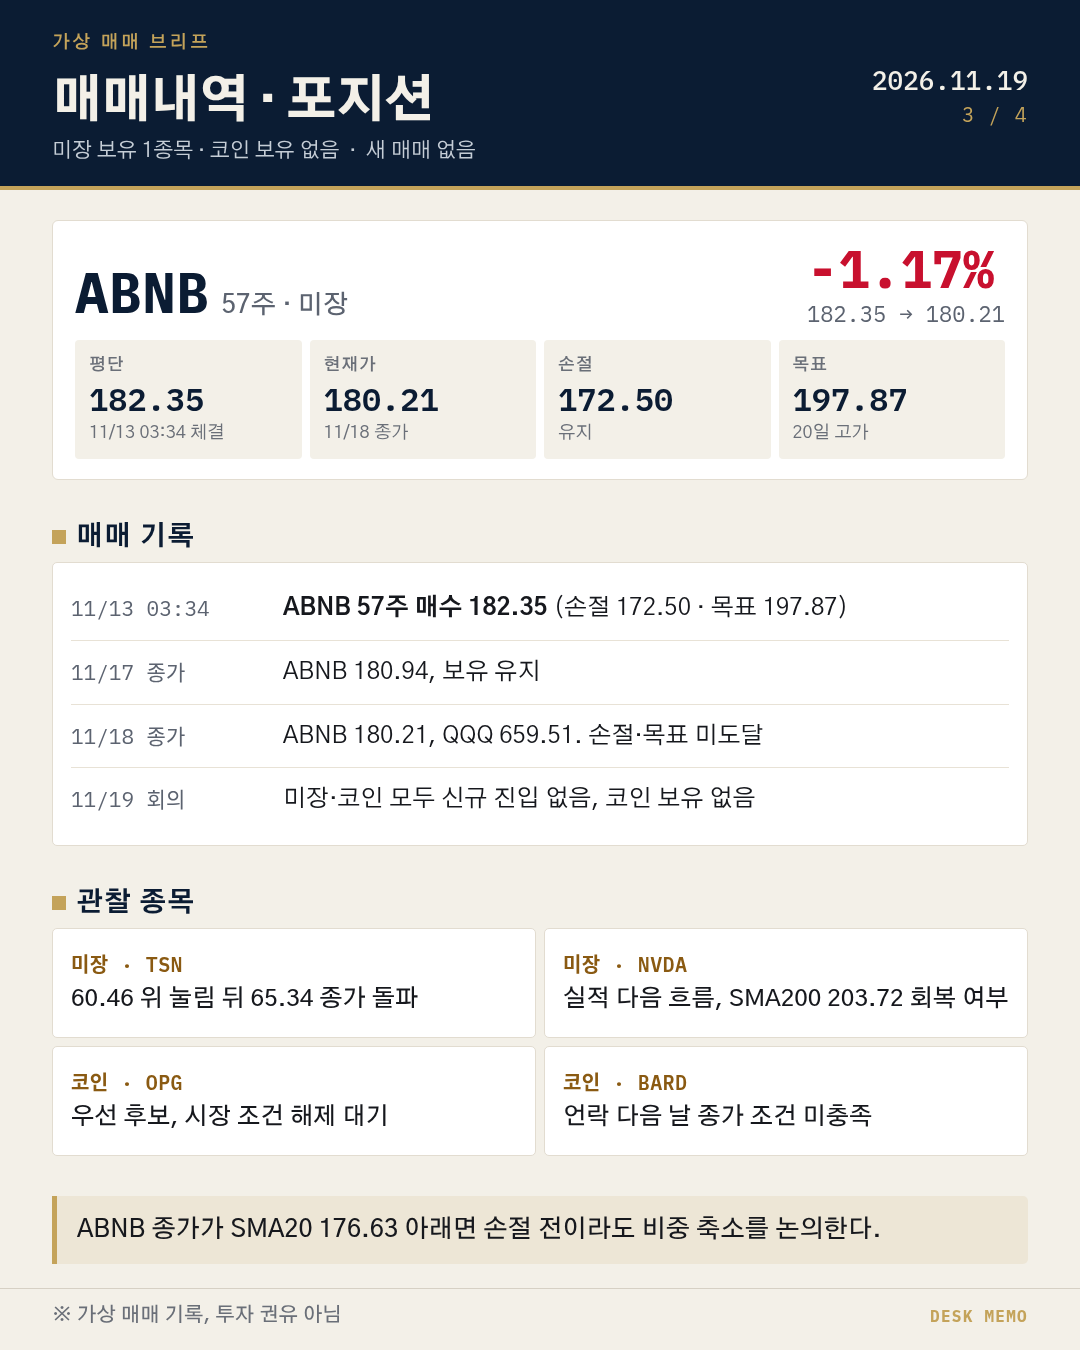 가상 매매 브리프
매매내역 · 포지션
미장 보유 1종목 · 코인 보유 없음 · 새 매매 없음
2026.11.19
3 / 4
ABNB 57주 · 미장
-1.17%
182.35 → 180.21
평단
182.35
11/13 03:34 체결
현재가
180.21
11/18 종가
손절
172.50
유지
목표
197.87
20일 고가
매매 기록
11/13 03:34 ABNB 57주 매수 182.35 (손절 172.50 · 목표 197.87)
11/17 종가 ABNB 180.94, 보유 유지
11/18 종가 ABNB 180.21, QQQ 659.51. 손절·목표 미도달
11/19 회의 미장·코인 모두 신규 진입 없음, 코인 보유 없음
관찰 종목
미장 · TSN
60.46 위 눌림 뒤 65.34 종가 돌파
미장 · NVDA
실적 다음 흐름, SMA200 203.72 회복 여부
코인 · OPG
우선 후보, 시장 조건 해제 대기
코인 · BARD
언락 다음 날 종가 조건 미충족
ABNB 종가가 SMA20 176.63 아래면 손절 전이라도 비중 축소를 논의한다.
※ 가상 매매 기록, 투자 권유 아님
DESK MEMO